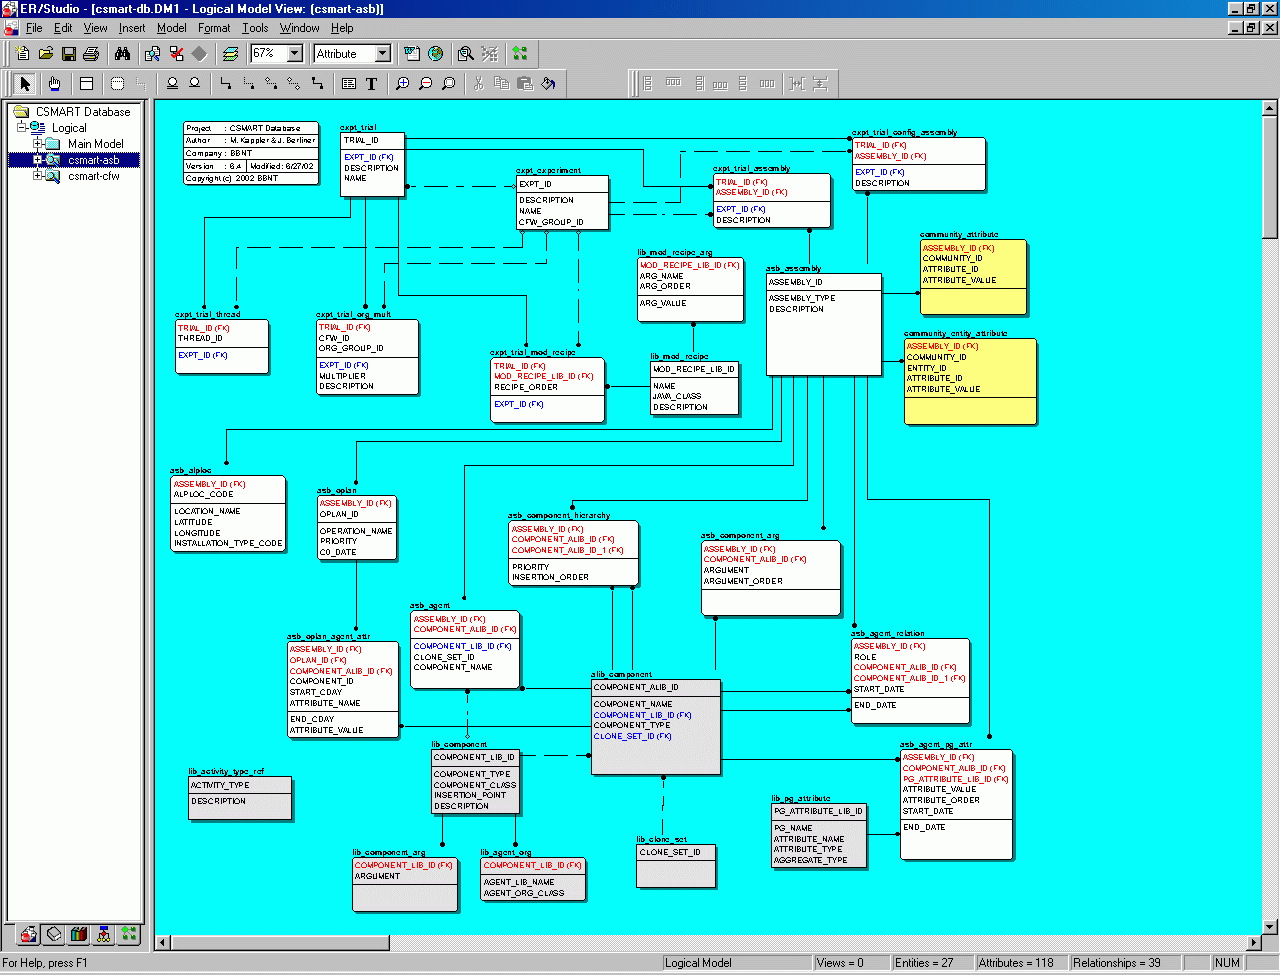 ER/Studio - [csmart-db.DM1 - Logical Model View: (csmart-asb)]
File Edit View Insert Model Format Tools Window Help
67% Attribute
CSMART Database
Logical
Main Model
csmart-asb
csmart-cfw
Project : CSMART Database
Author : M. Kappler & J. Berliner
Company : BBNT
Version : 6.4 Modified: 6/27/02
Copyright (c) 2002 BBNT
expt_trial
TRIAL_ID
EXPT_ID (FK)
DESCRIPTION
NAME
expt_experiment
EXPT_ID
DESCRIPTION
NAME
CFW_GROUP_ID
expt_trial_assembly
TRIAL_ID (FK)
ASSEMBLY_ID (FK)
EXPT_ID (FK)
DESCRIPTION
expt_trial_config_assembly
TRIAL_ID (FK)
ASSEMBLY_ID (FK)
EXPT_ID (FK)
DESCRIPTION
community_attribute
ASSEMBLY_ID (FK)
COMMUNITY_ID
ATTRIBUTE_ID
ATTRIBUTE_VALUE
lib_mod_recipe_arg
MOD_RECIPE_LIB_ID (FK)
ARG_NAME
ARG_ORDER
ARG_VALUE
asb_assembly
ASSEMBLY_ID
ASSEMBLY_TYPE
DESCRIPTION
expt_trial_thread
TRIAL_ID (FK)
THREAD_ID
EXPT_ID (FK)
expt_trial_org_mult
TRIAL_ID (FK)
CFW_ID
ORG_GROUP_ID
EXPT_ID (FK)
MULTIPLIER
DESCRIPTION
expt_trial_mod_recipe
TRIAL_ID (FK)
MOD_RECIPE_LIB_ID (FK)
RECIPE_ORDER
EXPT_ID (FK)
lib_mod_recipe
MOD_RECIPE_LIB_ID
NAME
JAVA_CLASS
DESCRIPTION
community_entity_attribute
ASSEMBLY_ID (FK)
COMMUNITY_ID
ENTITY_ID
ATTRIBUTE_ID
ATTRIBUTE_VALUE
asb_alploc
ASSEMBLY_ID (FK)
ALPLOC_CODE
LOCATION_NAME
LATITUDE
LONGITUDE
INSTALLATION_TYPE_CODE
asb_oplan
ASSEMBLY_ID (FK)
OPLAN_ID
OPERATION_NAME
PRIORITY
C0_DATE
asb_component_hierarchy
ASSEMBLY_ID (FK)
COMPONENT_ALIB_ID (FK)
COMPONENT_ALIB_ID_1 (FK)
PRIORITY
INSERTION_ORDER
asb_component_arg
ASSEMBLY_ID (FK)
COMPONENT_ALIB_ID (FK)
ARGUMENT
ARGUMENT_ORDER
asb_agent
ASSEMBLY_ID (FK)
COMPONENT_ALIB_ID (FK)
COMPONENT_LIB_ID (FK)
CLONE_SET_ID
COMPONENT_NAME
asb_oplan_agent_attr
ASSEMBLY_ID (FK)
OPLAN_ID (FK)
COMPONENT_ALIB_ID (FK)
COMPONENT_ID
START_CDAY
ATTRIBUTE_NAME
END_CDAY
ATTRIBUTE_VALUE
asb_agent_relation
ASSEMBLY_ID (FK)
ROLE
COMPONENT_ALIB_ID (FK)
COMPONENT_ALIB_ID_1 (FK)
START_DATE
END_DATE
alib_component
COMPONENT_ALIB_ID
COMPONENT_NAME
COMPONENT_LIB_ID (FK)
COMPONENT_TYPE
CLONE_SET_ID (FK)
lib_component
COMPONENT_LIB_ID
COMPONENT_TYPE
COMPONENT_CLASS
INSERTION_POINT
DESCRIPTION
asb_agent_pg_attr
ASSEMBLY_ID (FK)
COMPONENT_ALIB_ID (FK)
PG_ATTRIBUTE_LIB_ID (FK)
ATTRIBUTE_VALUE
ATTRIBUTE_ORDER
START_DATE
END_DATE
lib_activity_type_ref
ACTIVITY_TYPE
DESCRIPTION
lib_pg_attribute
PG_ATTRIBUTE_LIB_ID
PG_NAME
ATTRIBUTE_NAME
ATTRIBUTE_TYPE
AGGREGATE_TYPE
lib_component_arg
COMPONENT_LIB_ID (FK)
ARGUMENT
lib_agent_org
COMPONENT_LIB_ID (FK)
AGENT_LIB_NAME
AGENT_ORG_CLASS
lib_clone_set
CLONE_SET_ID
For Help, press F1 Logical Model Views = 0 Entities = 27 Attributes = 118 Relationships = 39 NUM